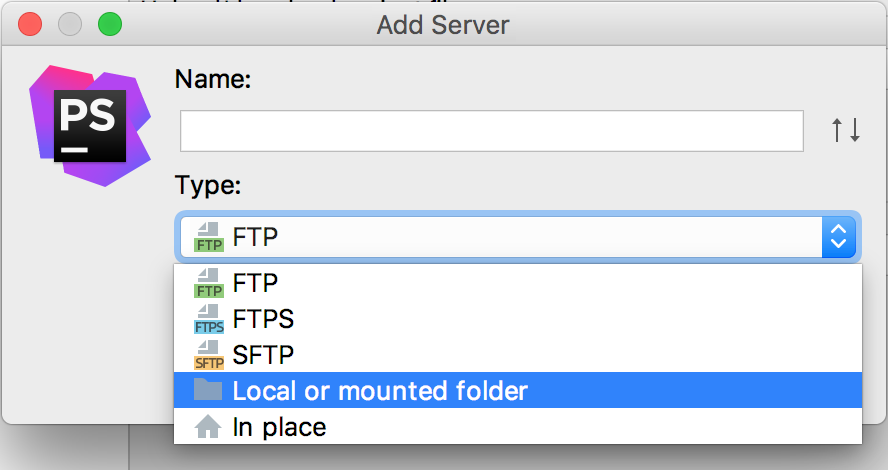 Add Server
PS
Name:
Type:
FTP FTP
FTP FTP
FTPS FTPS
SFTP SFTP
Local or mounted folder
In place